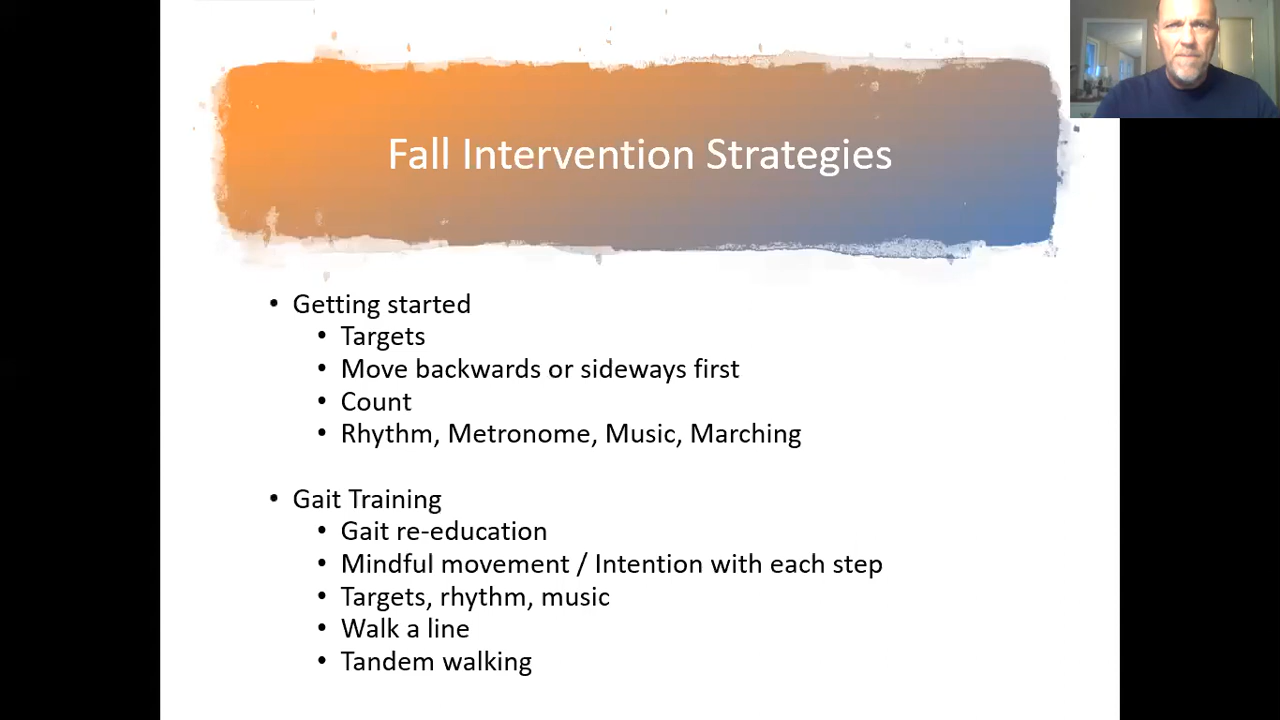 Fall Intervention Strategies
• Getting started
• Targets
• Move backwards or sideways first
• Count
• Rhythm, Metronome, Music, Marching
• Gait Training
• Gait re-education
• Mindful movement / Intention with each step
• Targets, rhythm, music
• Walk a line
• Tandem walking